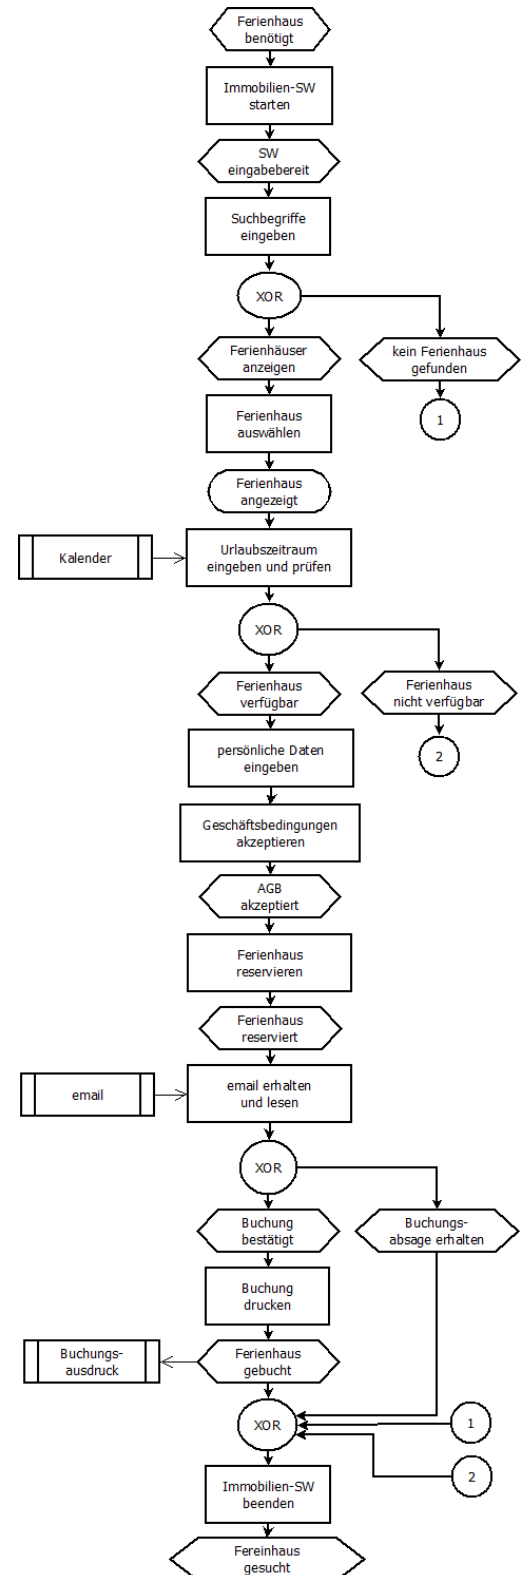 Ferienhaus
benötigt
Immobilien-SW
starten
SW
eingabebereit
Suchbegriffe
eingeben
XOR
Ferienhäuser
anzeigen
kein Ferienhaus
gefunden
1
Ferienhaus
auswählen
Ferienhaus
angezeigt
Kalender
Urlaubszeitraum
eingeben und prüfen
XOR
Ferienhaus
verfügbar
Ferienhaus
nicht verfügbar
2
persönliche Daten
eingeben
Geschäftsbedingungen
akzeptieren
AGB
akzeptiert
Ferienhaus
reservieren
Ferienhaus
reserviert
email
email erhalten
und lesen
XOR
Buchung
bestätigt
Buchungs-
absage erhalten
Buchung
drucken
Buchungs-
ausdruck
Ferienhaus
gebucht
XOR
1
2
Immobilien-SW
beenden
Fereinhaus
gesucht